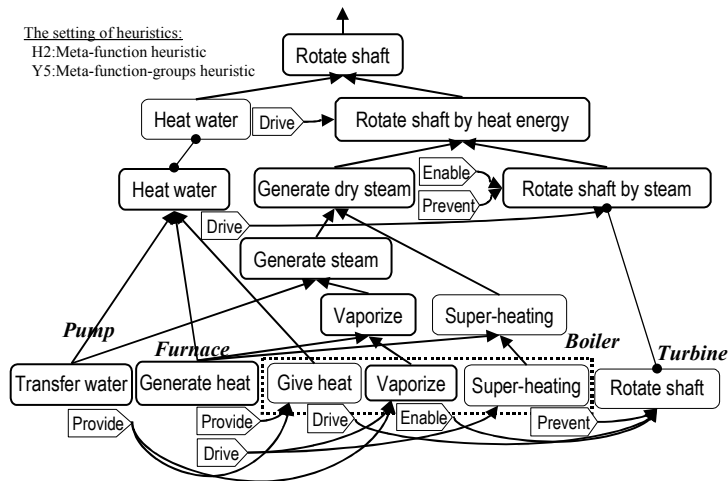 The setting of heuristics:
H2:Meta-function heuristic
Y5:Meta-function-groups heuristic
Rotate shaft
Heat water
Drive
Rotate shaft by heat energy
Heat water
Generate dry steam
Enable
Prevent
Rotate shaft by steam
Drive
Generate steam
Pump
Furnace
Vaporize
Super-heating
Boiler
Turbine
Transfer water
Generate heat
Give heat
Vaporize
Super-heating
Rotate shaft
Provide
Provide
Drive
Enable
Prevent
Drive